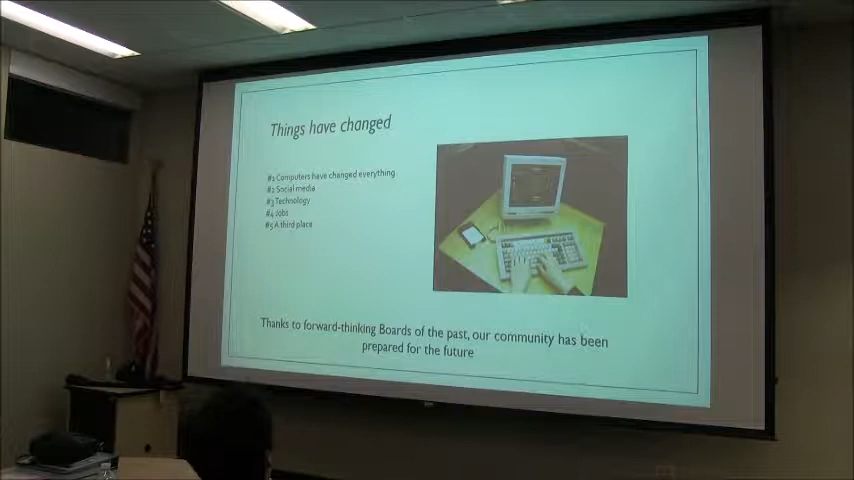 Things have changed
#1 Computers have changed everything
#2 Social media
#3 Technology
#4 Jobs
#5 A third place
Thanks to forward-thinking Boards of the past, our community has been
prepared for the future